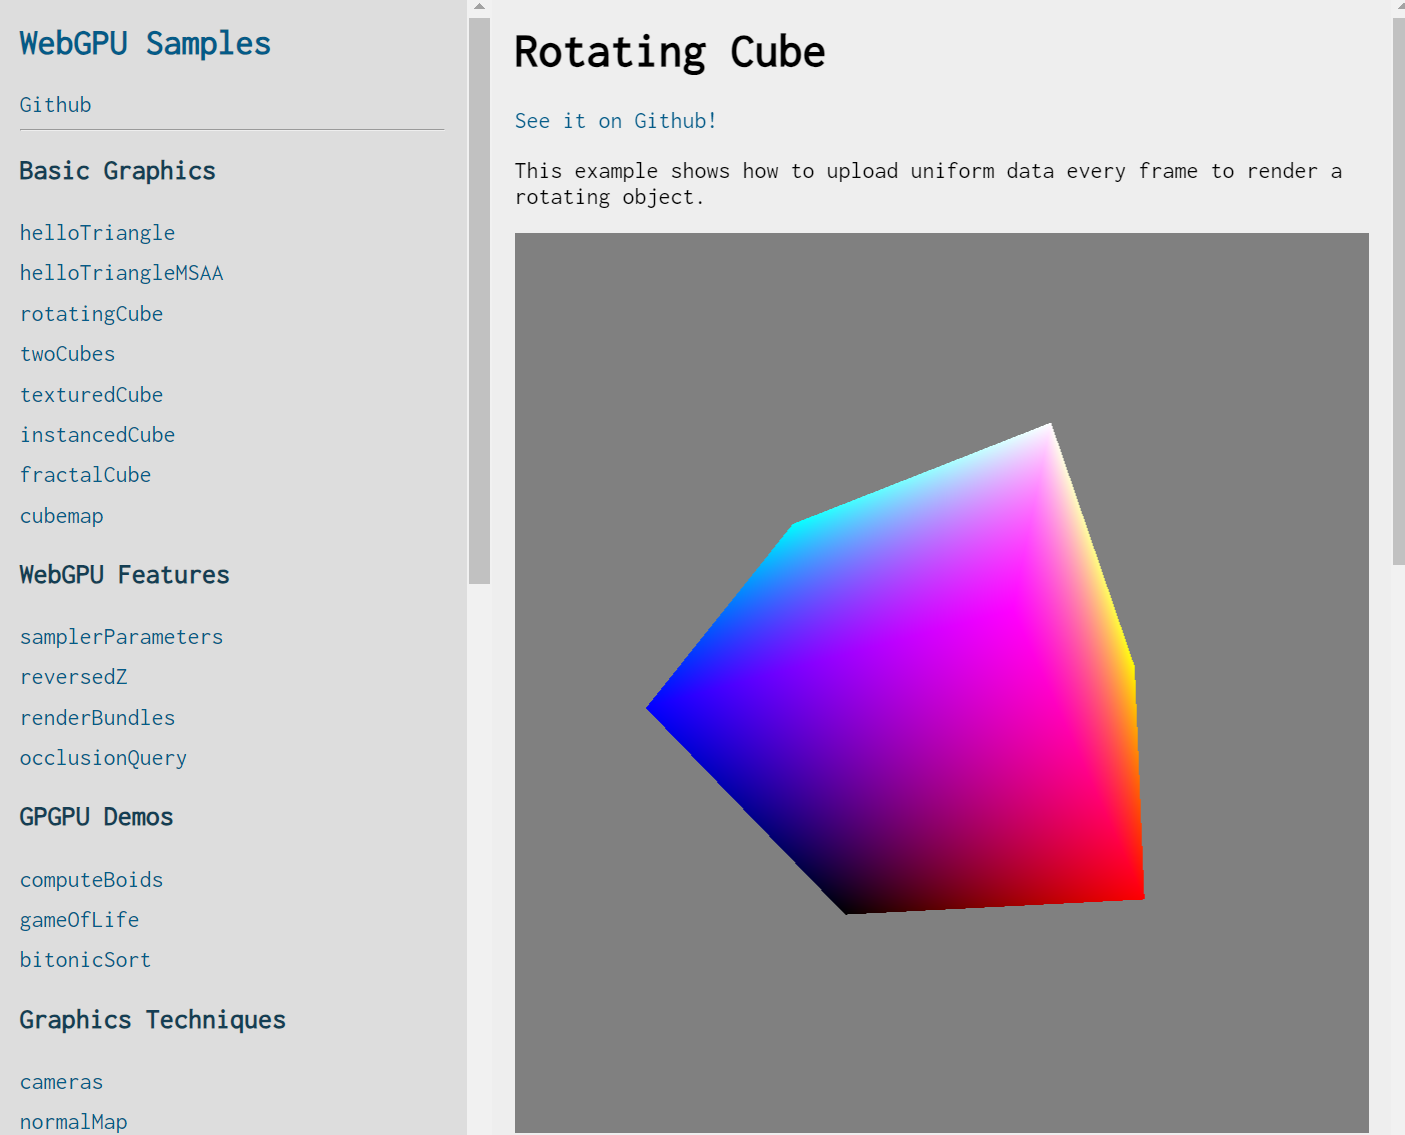 WebGPU Samples
Github
Basic Graphics
helloTriangle
helloTriangleMSAA
rotatingCube
twoCubes
texturedCube
instancedCube
fractalCube
cubemap
WebGPU Features
samplerParameters
reversedZ
renderBundles
occlusionQuery
GPGPU Demos
computeBoids
gameOfLife
bitonicSort
Graphics Techniques
cameras
normalMap
Rotating Cube
See it on Github!
This example shows how to upload uniform data every frame to render a
rotating object.